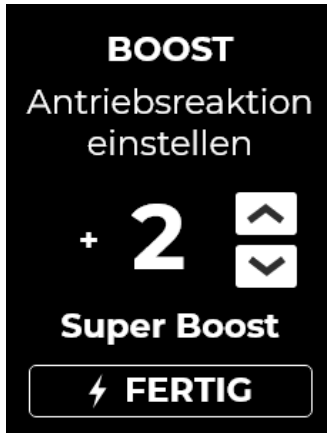 BOOST
Antriebsreaktion
einstellen
+ 2
Super Boost
FERTIG